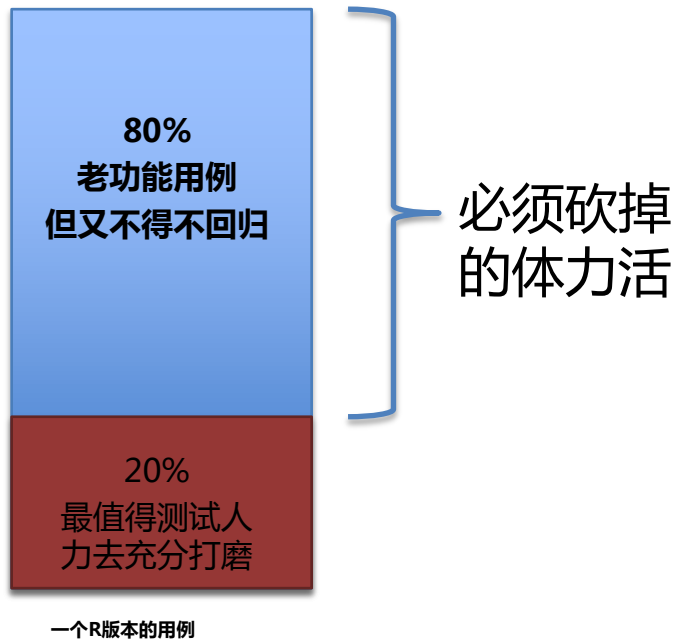 80%
老功能用例
但又不得不回归
必须砍掉
的体力活
20%
最值得测试人
力去充分打磨
一个R版本的用例